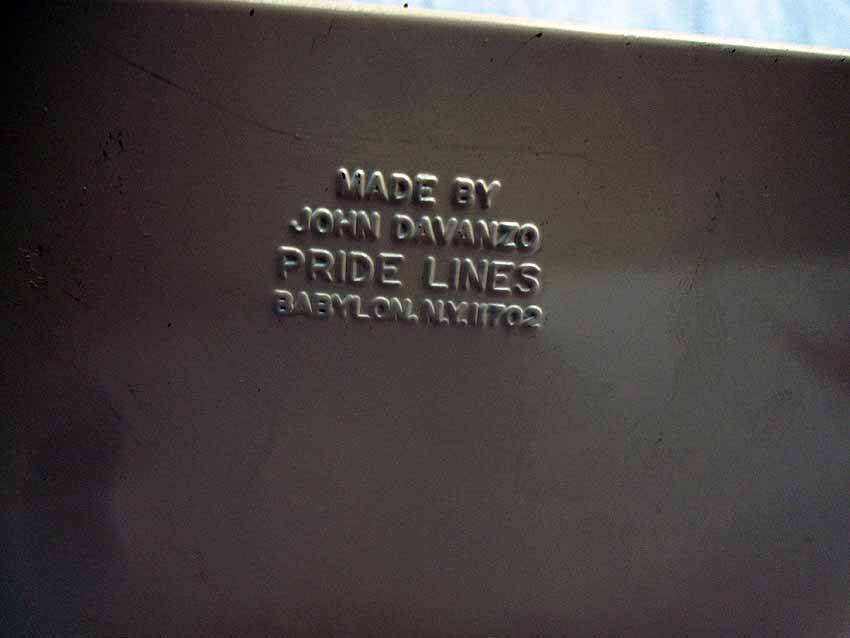 MADE BY
JOHN DAVANZO
PRIDE LINES
BABYLON, N.Y. 11702